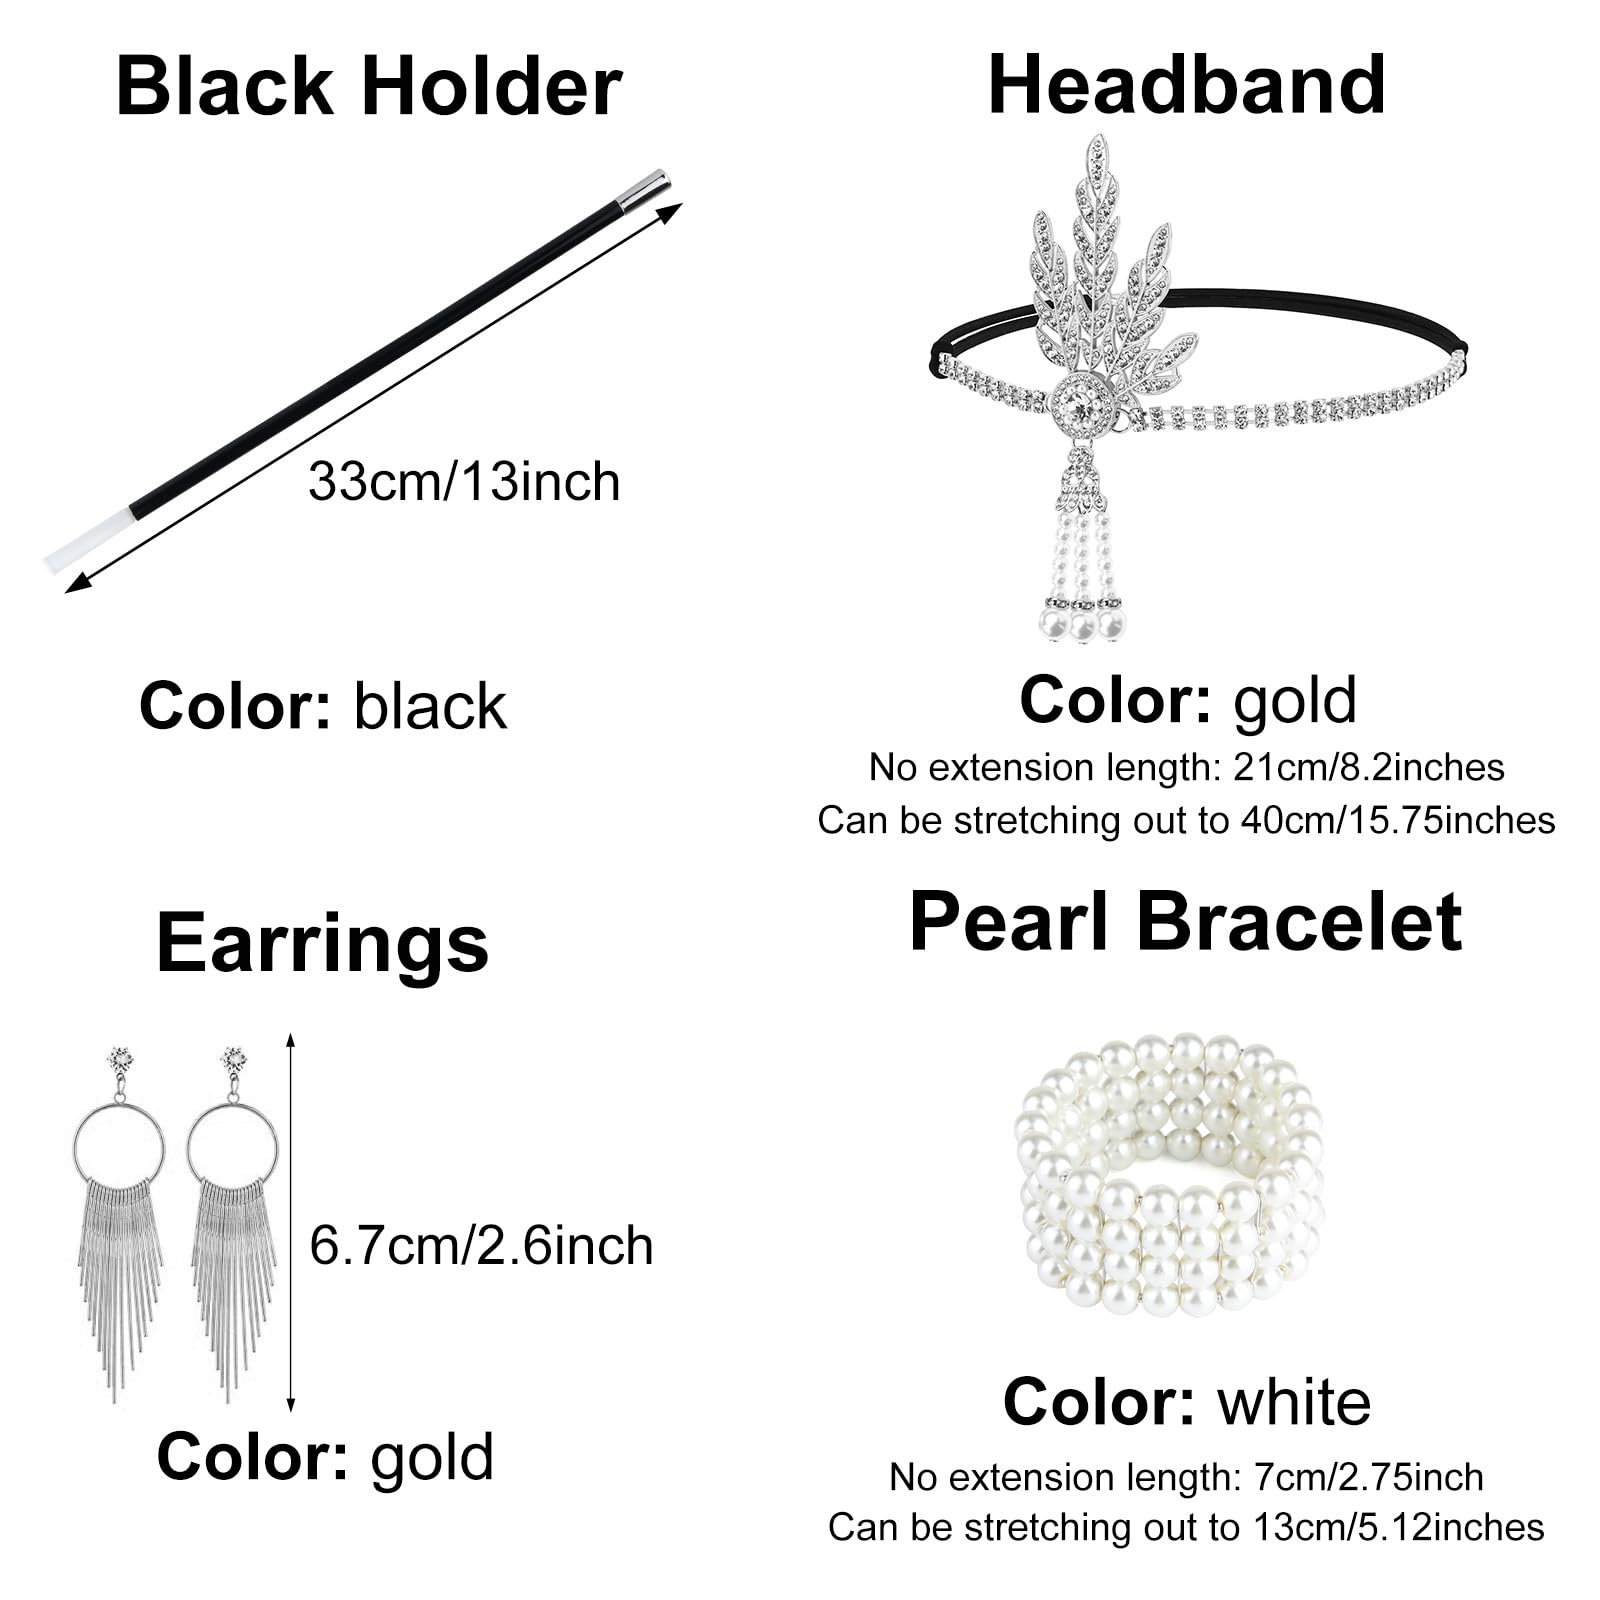 Black Holder
33cm/13inch
Color: black
Headband
Color: gold
No extension length: 21cm/8.2inches
Can be stretching out to 40cm/15.75inches
Earrings
6.7cm/2.6inch
Color: gold
Pearl Bracelet
Color: white
No extension length: 7cm/2.75inch
Can be stretching out to 13cm/5.12inches